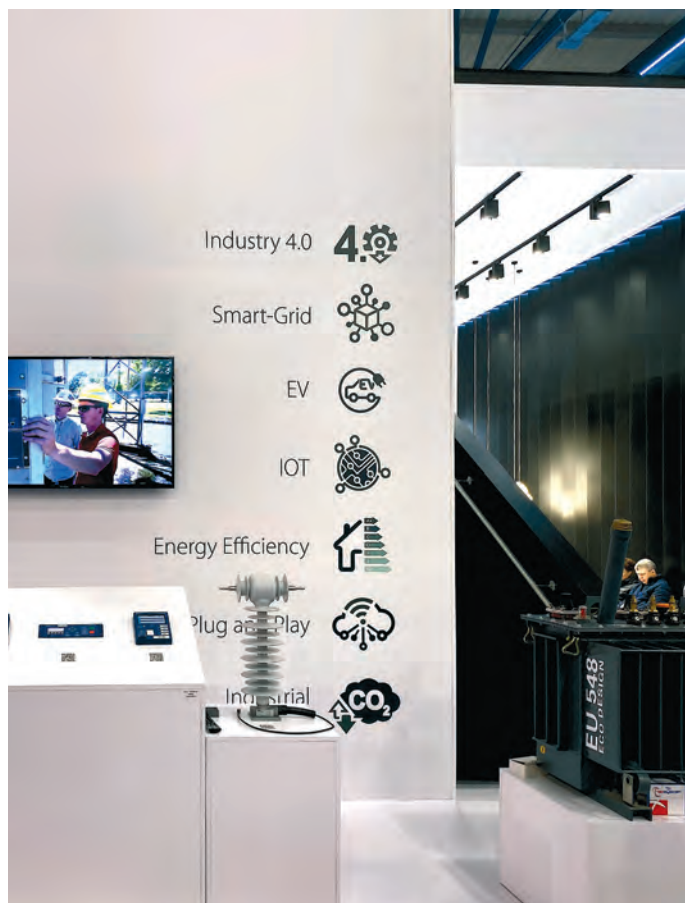 Industry 4.0
4.
Smart-Grid
EV
EV
IOT
Energy Efficiency
Plug and Play
Industrial
CO₂
EU 548
ECO DESIGN